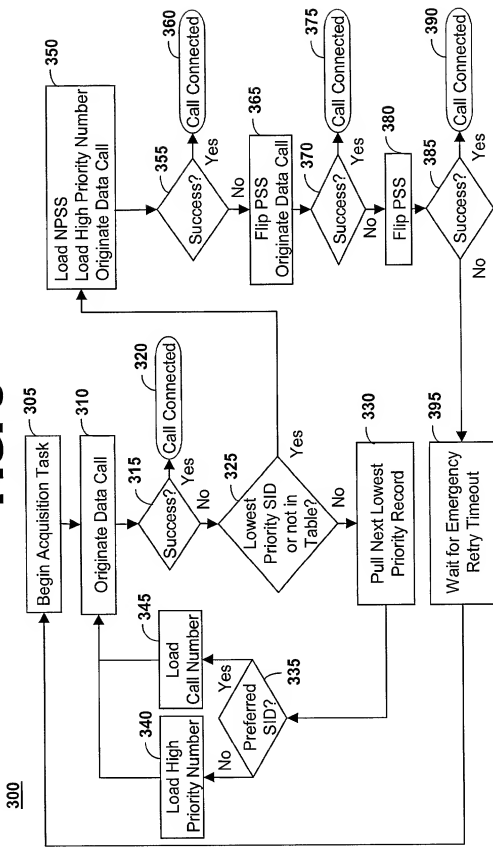 300
305
Begin Acquisition Task
310
Originate Data Call
315
Success?
Yes
No
320
Call Connected
325
Lowest
Priority SID
or not in
Table?
Yes
No
330
Pull Next Lowest
Priority Record
335
Preferred
SID?
No
Yes
340
Load High
Priority Number
345
Load
Call Number
350
Load NPSS
Load High Priority Number
Originate Data Call
355
Success?
Yes
No
360
Call Connected
365
Flip PSS
Originate Data Call
370
Success?
Yes
No
375
Call Connected
380
Flip PSS
385
Success?
Yes
No
390
Call Connected
395
Wait for Emergency
Retry Timeout